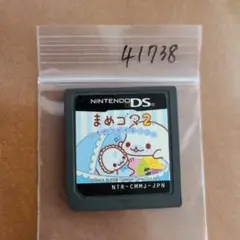 41738
NINTENDO DS
まめゴマ2
NTR-CMMJ-JPN